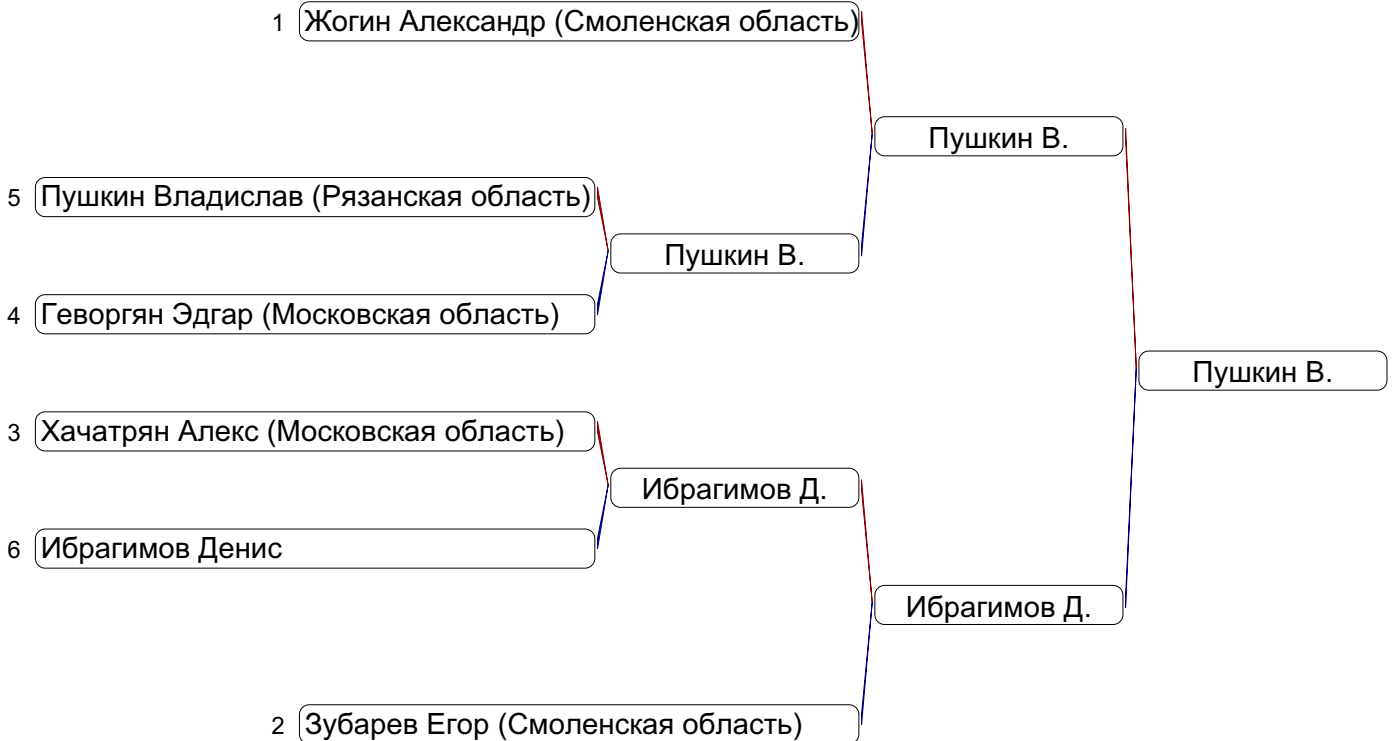 1 Жогин Александр (Смоленская область)
Пушкин В.
5 Пушкин Владислав (Рязанская область)
Пушкин В.
4 Геворгян Эдгар (Московская область)
Пушкин В.
3 Хачатрян Алекс (Московская область)
Ибрагимов Д.
6 Ибрагимов Денис
Ибрагимов Д.
2 Зубарев Егор (Смоленская область)